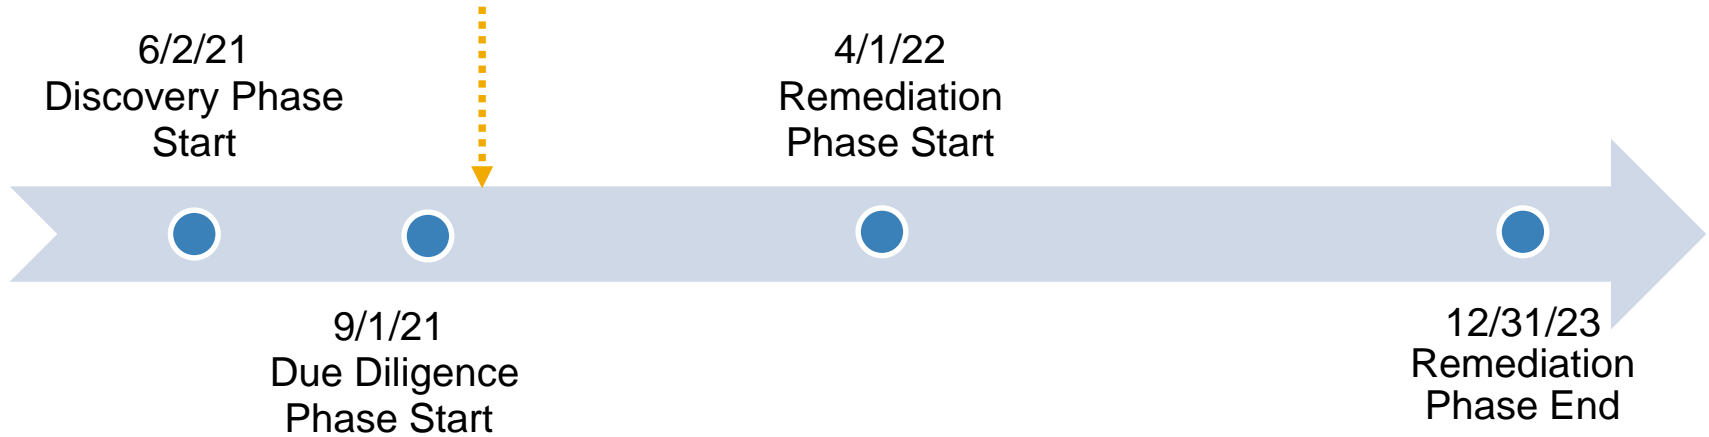 6/2/21
Discovery Phase
Start
9/1/21
Due Diligence
Phase Start
4/1/22
Remediation
Phase Start
12/31/23
Remediation
Phase End